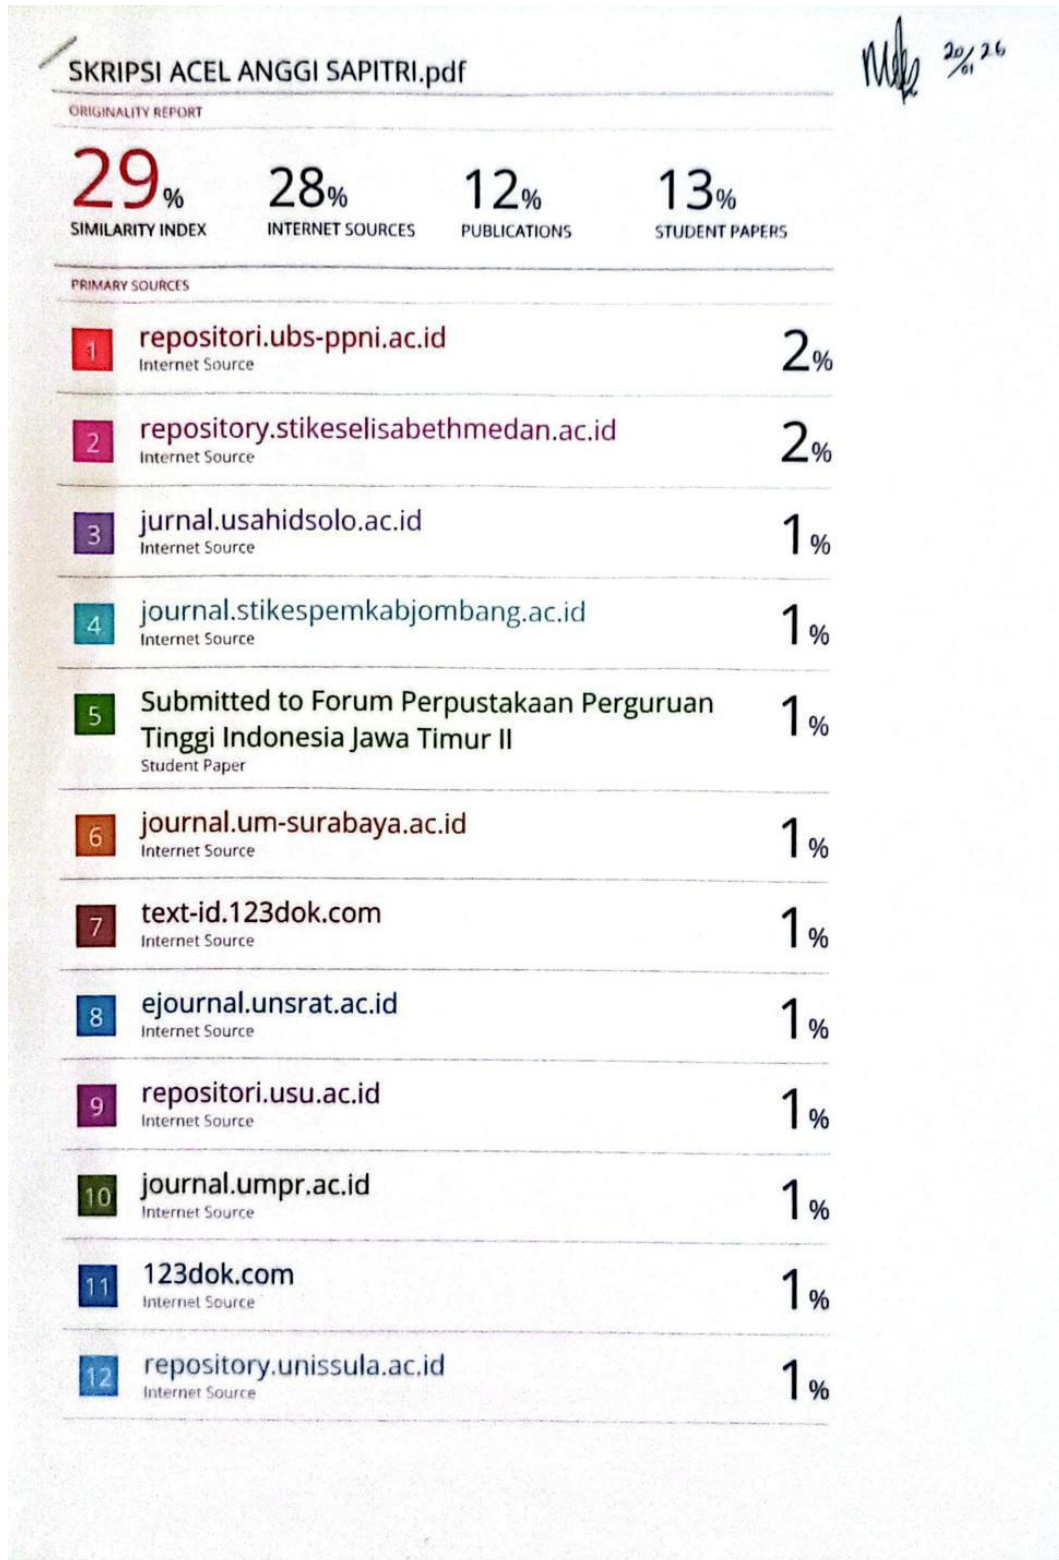 SKRIPSI ACEL ANGGI SAPITRI.pdf
20/01 26
ORIGINALITY REPORT
29% 28% 12% 13%
SIMILARITY INDEX INTERNET SOURCES PUBLICATIONS STUDENT PAPERS
PRIMARY SOURCES
1 repositori.ubs-ppni.ac.id 2%
Internet Source
2 repository.stikeselisabethmedan.ac.id 2%
Internet Source
3 jurnal.usahidsolo.ac.id 1%
Internet Source
4 journal.stikespemkabjombang.ac.id 1%
Internet Source
5 Submitted to Forum Perpustakaan Perguruan 1%
Tinggi Indonesia Jawa Timur II
Student Paper
6 journal.um-surabaya.ac.id 1%
Internet Source
7 text-id.123dok.com 1%
Internet Source
8 ejournal.unsrat.ac.id 1%
Internet Source
9 repositori.usu.ac.id 1%
Internet Source
10 journal.umpr.ac.id 1%
Internet Source
11 123dok.com 1%
Internet Source
12 repository.unissula.ac.id 1%
Internet Source